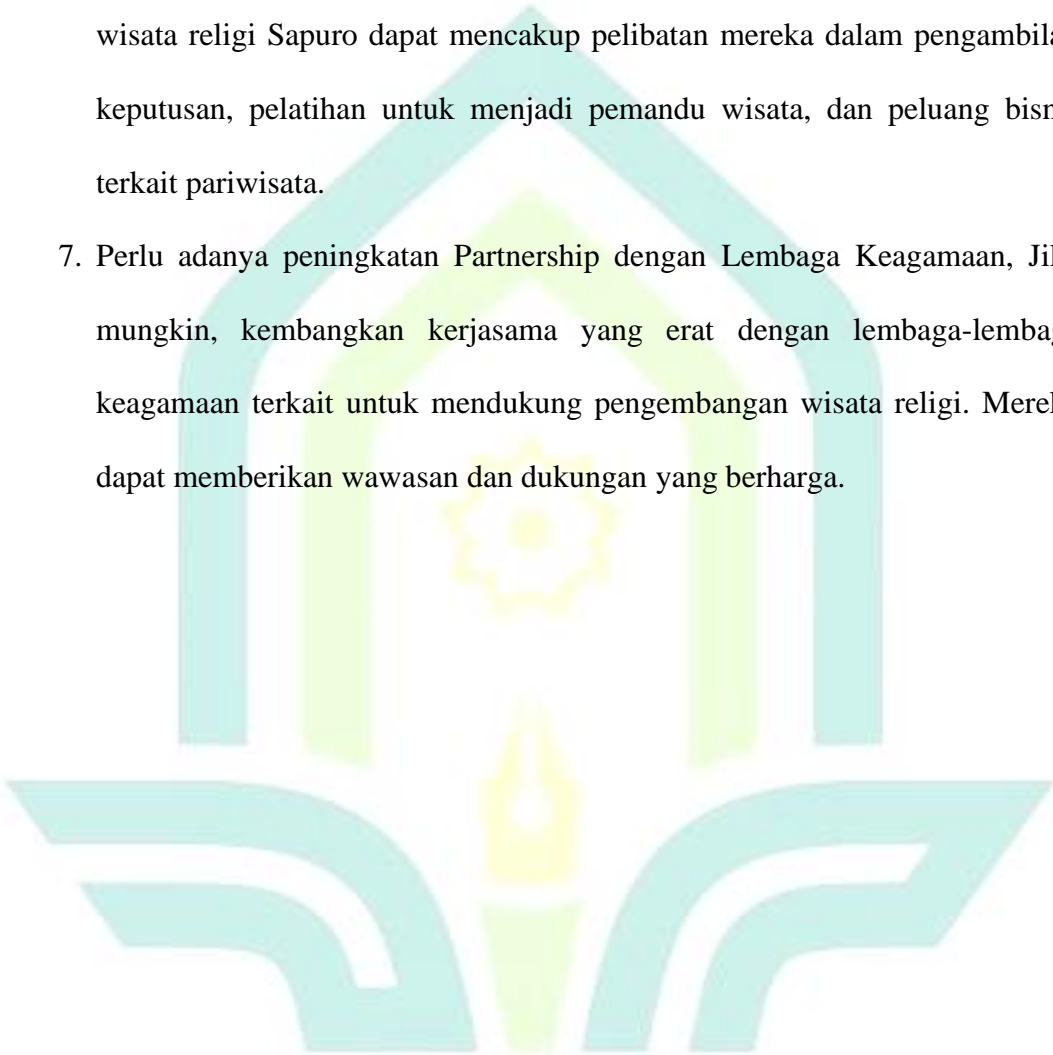 wisata religi Sapuro dapat mencakup pelibatan mereka dalam pengambila
keputusan, pelatihan untuk menjadi pemandu wisata, dan peluang bisn
terkait pariwisata.
7. Perlu adanya peningkatan Partnership dengan Lembaga Keagamaan, Jik
mungkin, kembangkan kerjasama yang erat dengan lembaga-lembag
keagamaan terkait untuk mendukung pengembangan wisata religi. Merek
dapat memberikan wawasan dan dukungan yang berharga.